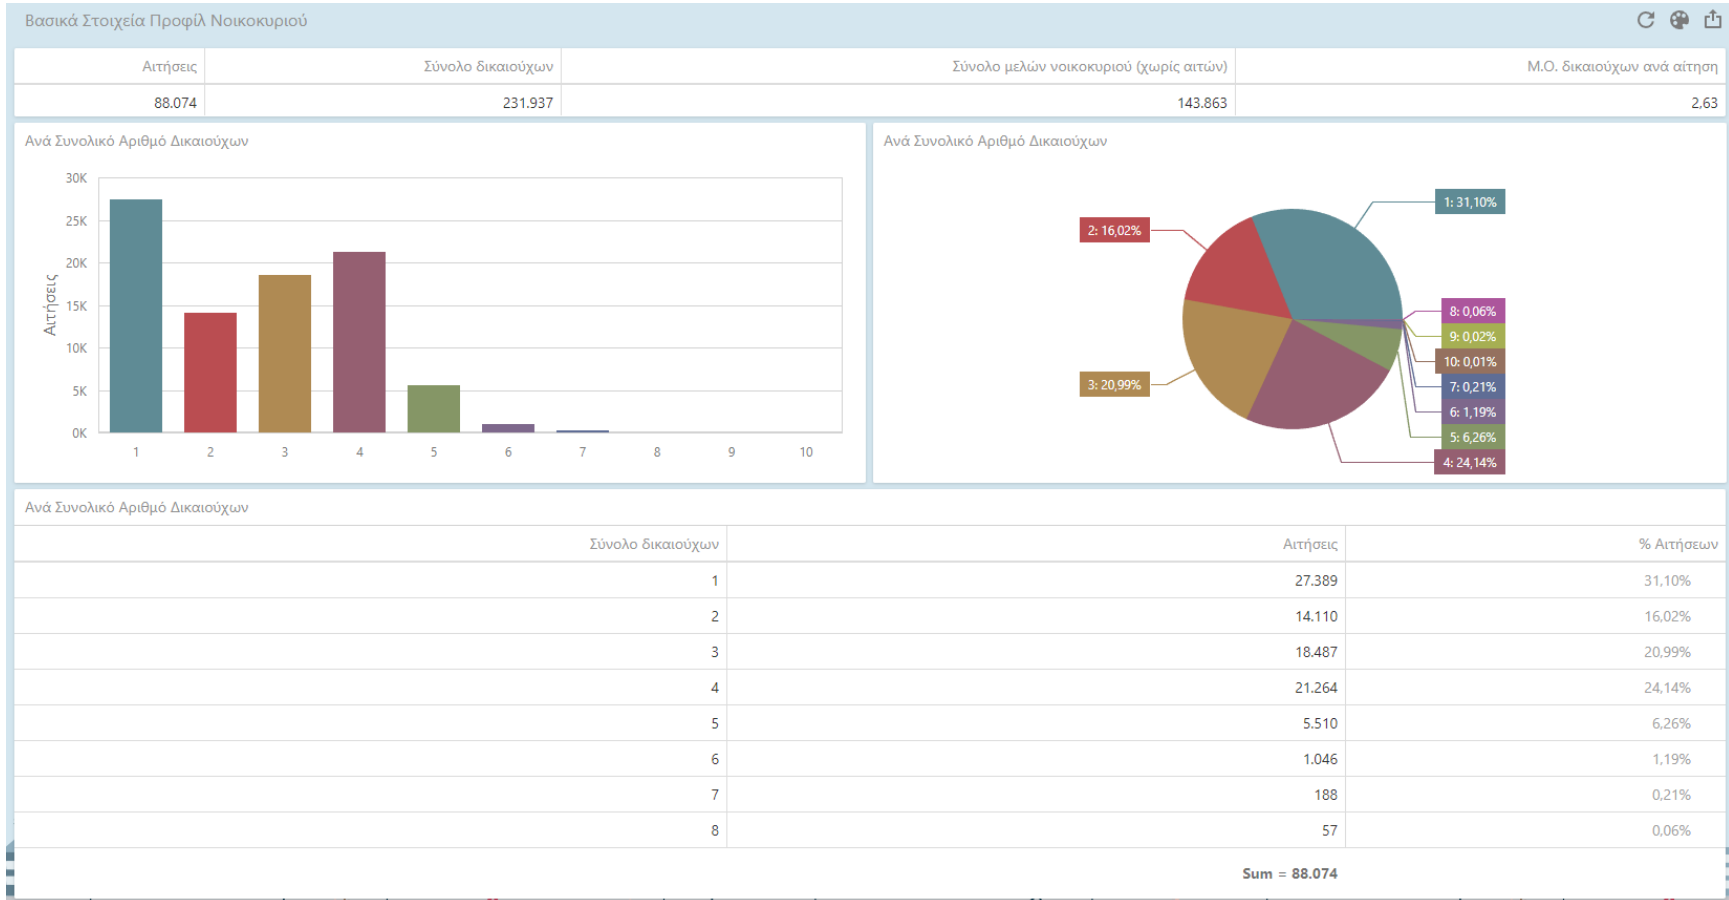 Βασικά Στοιχεία Προφίλ Νοικοκυριού
Αιτήσεις Σύνολο δικαιούχων Σύνολο μελών νοικοκυριού (χωρίς αιτών) Μ.Ο. δικαιούχων ανά αίτηση
88.074 231.937 143.863 2,63
Ανά Συνολικό Αριθμό Δικαιούχων
30K
25K
20K
15K
10K
5K
0K
Αιτήσεις
1 2 3 4 5 6 7 8 9 10
Ανά Συνολικό Αριθμό Δικαιούχων
1: 31,10%
2: 16,02%
8: 0,06%
9: 0,02%
10: 0,01%
7: 0,21%
3: 20,99%
6: 1,19%
5: 6,26%
4: 24,14%
Ανά Συνολικό Αριθμό Δικαιούχων
Σύνολο δικαιούχων Αιτήσεις % Αιτήσεων
1 27.389 31,10%
2 14.110 16,02%
3 18.487 20,99%
4 21.264 24,14%
5 5.510 6,26%
6 1.046 1,19%
7 188 0,21%
8 57 0,06%
Sum = 88.074